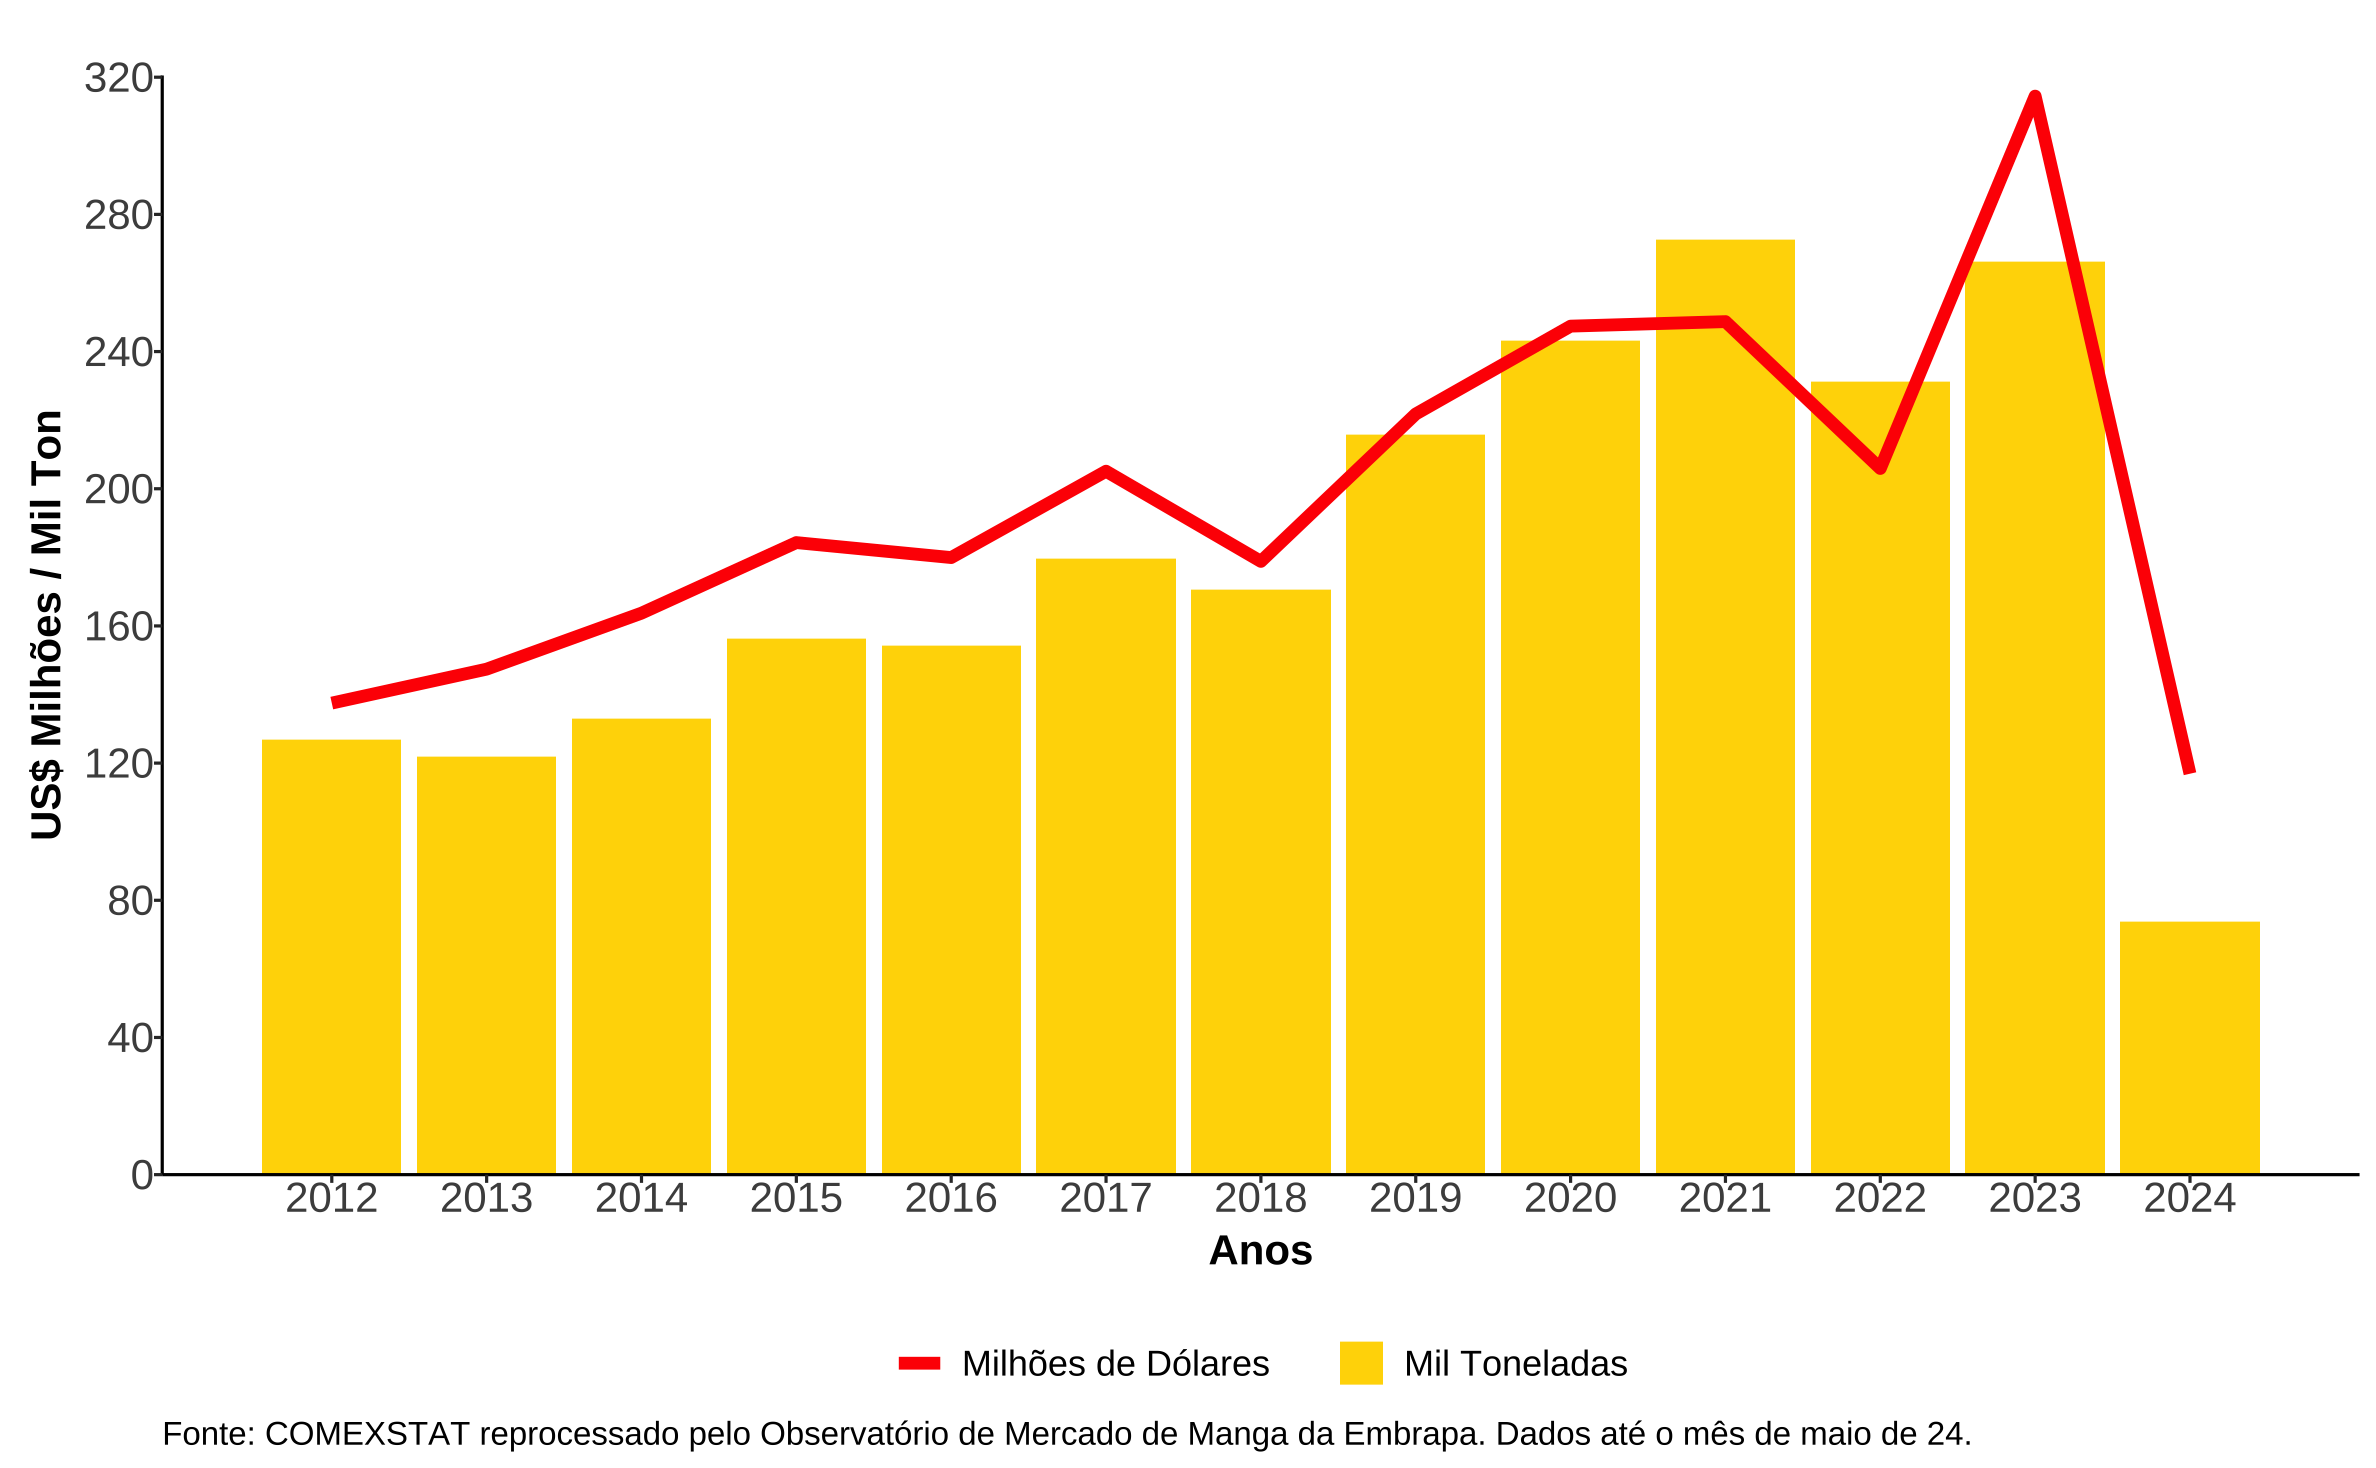 320
280
240
200
160
120
80
40
0
US$ Milhões / Mil Ton
2012 2013 2014 2015 2016 2017 2018 2019 2020 2021 2022 2023 2024
Anos
Milhões de Dólares Mil Toneladas
Fonte: COMEXSTAT reprocessado pelo Observatório de Mercado de Manga da Embrapa. Dados até o mês de maio de 24.